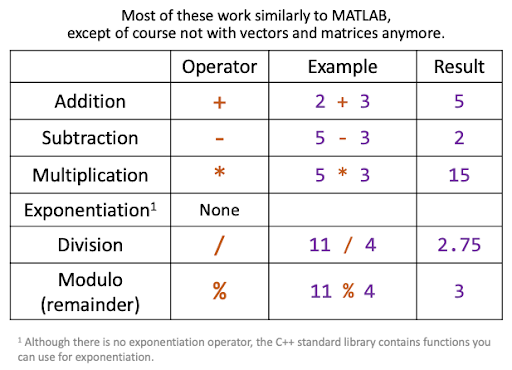 Most of these work similarly to MATLAB,
except of course not with vectors and matrices anymore.
Operator Example Result
Addition + 2 + 3 5
Subtraction - 5 - 3 2
Multiplication * 5 * 3 15
Exponentiation¹ None
Division / 11 / 4 2.75
Modulo
(remainder) % 11 % 4 3
¹ Although there is no exponentiation operator, the C++ standard library contains functions you
can use for exponentiation.